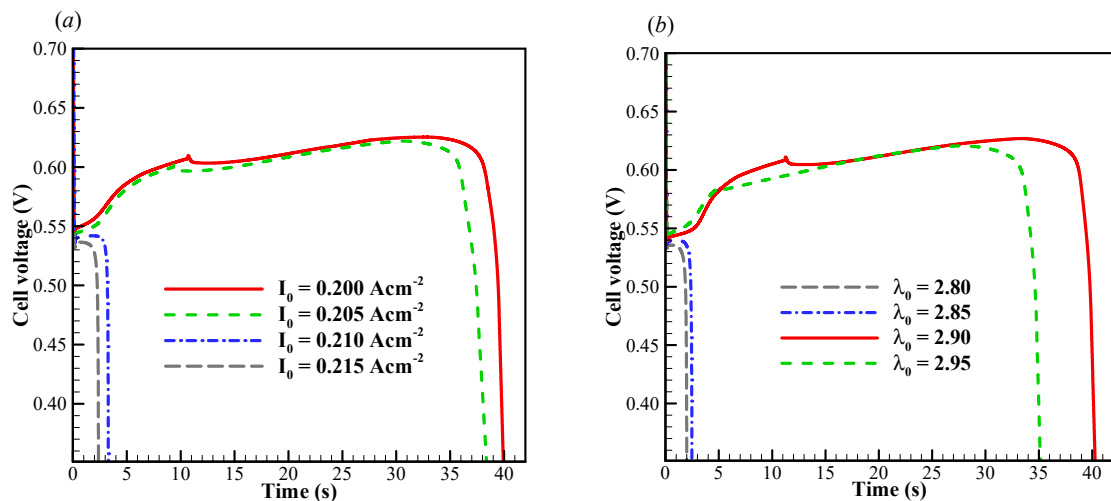 (a)
0.70
0.65
0.60
0.55
0.50
0.45
0.40
Cell voltage (V)
I₀ = 0.200 Acm⁻²
I₀ = 0.205 Acm⁻²
I₀ = 0.210 Acm⁻²
I₀ = 0.215 Acm⁻²
0 5 10 15 20 25 30 35 40
Time (s)
(b)
0.70
0.65
0.60
0.55
0.50
0.45
0.40
Cell voltage (V)
λ₀ = 2.80
λ₀ = 2.85
λ₀ = 2.90
λ₀ = 2.95
0 5 10 15 20 25 30 35 40
Time (s)